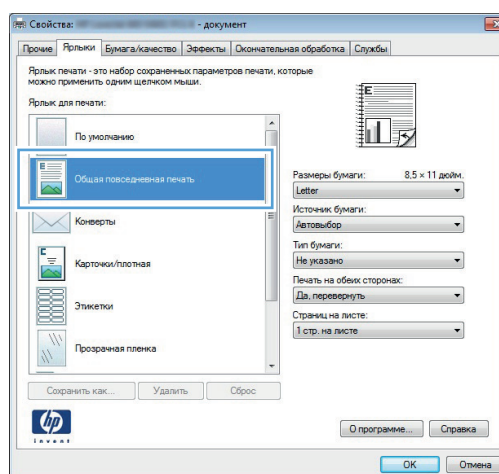 Свойства: - документ
Прочие Ярлыки Бумага/качество Эффекты Окончательная обработка Службы
Ярлык печати - это набор сохраненных параметров печати, которые
можно применить одним щелчком мыши.
Ярлык для печати:
По умолчанию
Общая повседневная печать
Конверты
Карточки/плотная
Этикетки
Прозрачная пленка
Размеры бумаги: 8,5 × 11 дюйм.
Letter
Источник бумаги:
Автовыбор
Тип бумаги:
Не указано
Печать на обеих сторонах:
Да, перевернуть
Страниц на листе:
1 стр. на листе
Сохранить как... Удалить Сброс
hp
invent
О программе... Справка
OK Отмена